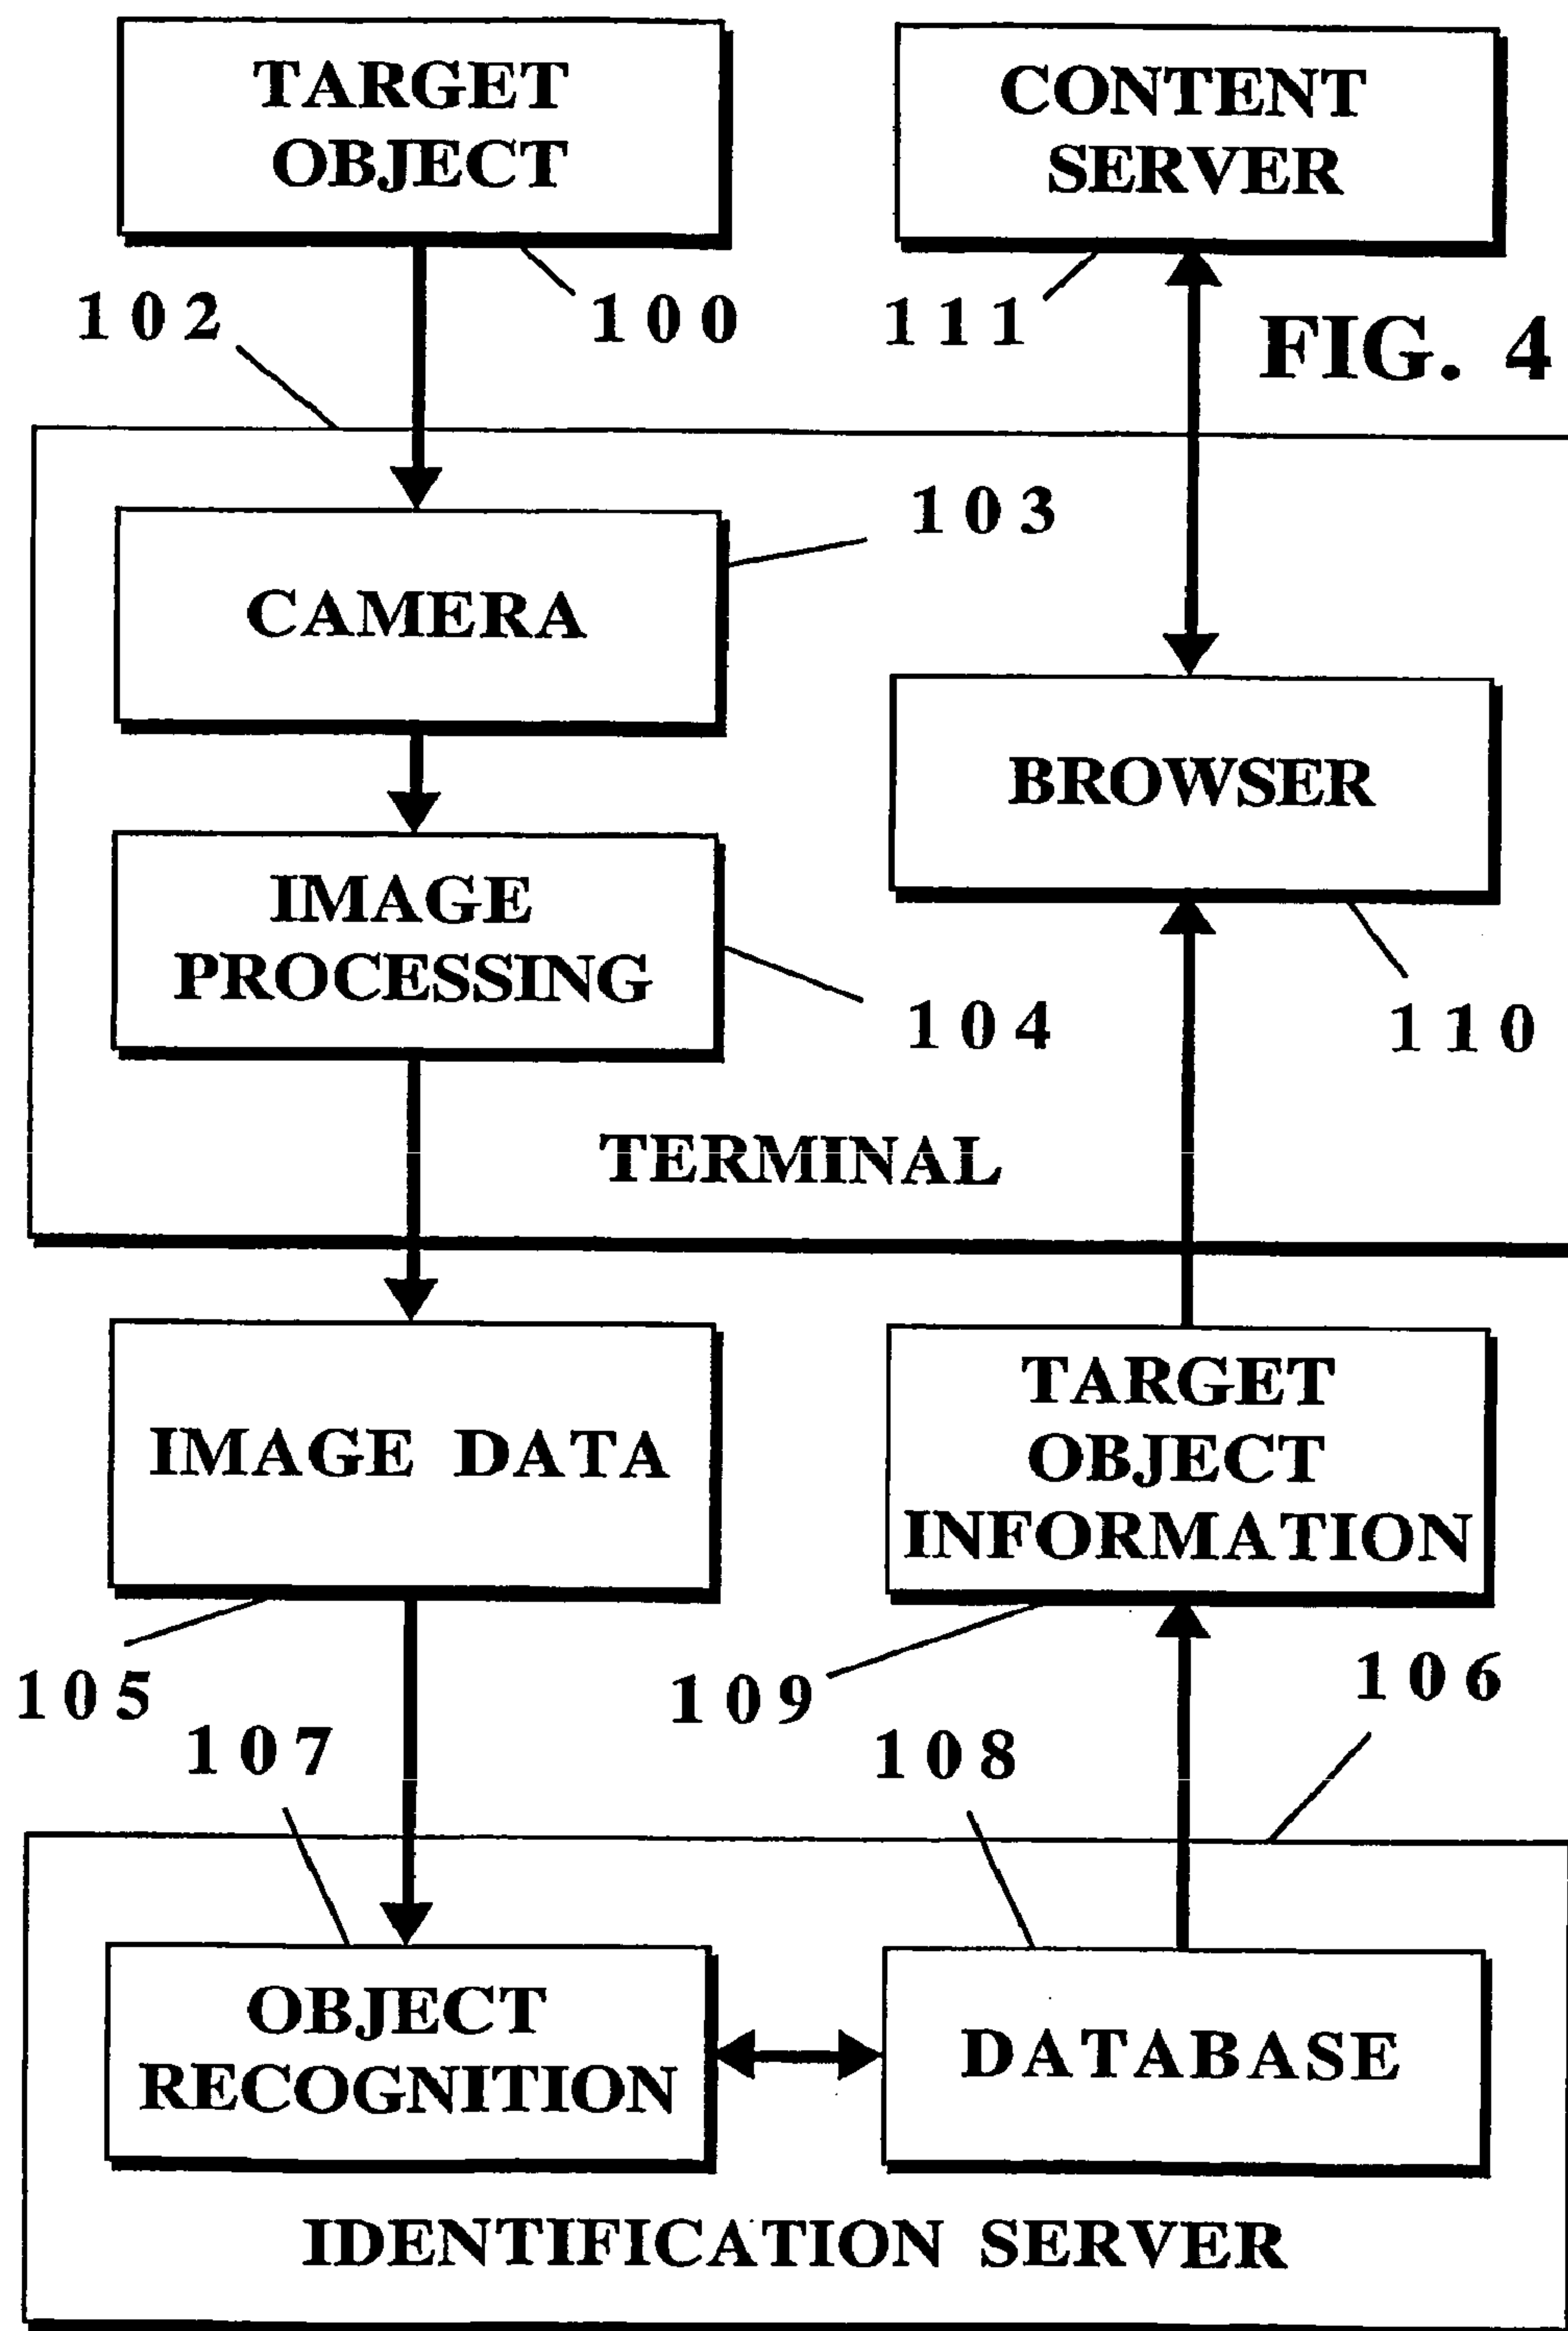 TARGET
OBJECT
CONTENT
SERVER
102
100
111
FIG. 4
103
CAMERA
BROWSER
IMAGE
PROCESSING
104
110
TERMINAL
IMAGE DATA
TARGET
OBJECT
INFORMATION
105
109
106
107
108
OBJECT
RECOGNITION
DATABASE
IDENTIFICATION SERVER